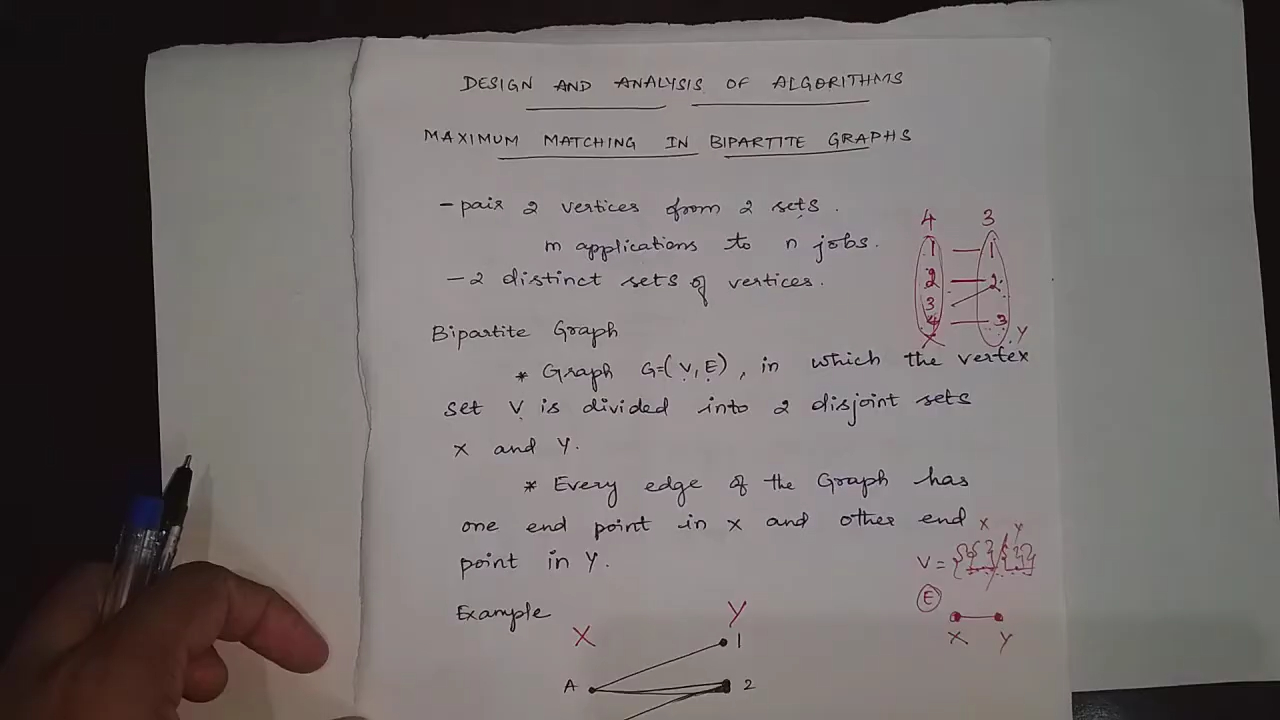 DESIGN AND ANALYSIS OF ALGORITHMS
MAXIMUM MATCHING IN BIPARTITE GRAPHS
- pair 2 vertices from 2 sets.
m applications to n jobs.
- 2 distinct sets of vertices.
4 3
1 1
2 2
3
4 3
X Y
Bipartite Graph
* Graph G=(V,E), in which the vertex
set V is divided into 2 disjoint sets
X and Y.
* Every edge of the Graph has
one end point in X and other end
point in Y.
X Y
V = {{ }{ }}
E
X Y
Example
X Y
1
A 2